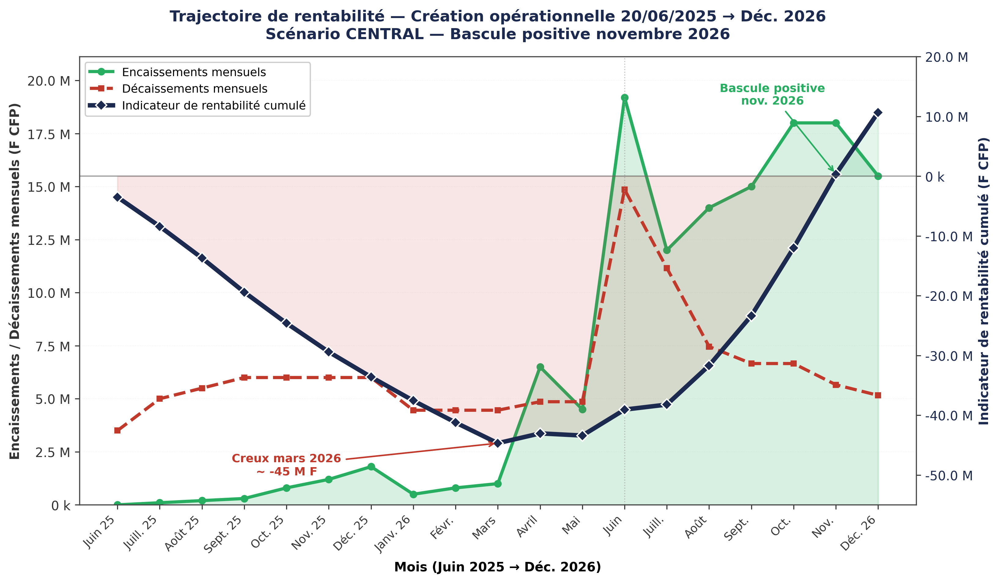 Trajectoire de rentabilité — Création opérationnelle 20/06/2025 → Déc. 2026
Scénario CENTRAL — Bascule positive novembre 2026
Encaissements mensuels
Décaissements mensuels
Indicateur de rentabilité cumulé
Encaissements / Décaissements mensuels (F CFP)
20.0 M
17.5 M
15.0 M
12.5 M
10.0 M
7.5 M
5.0 M
2.5 M
0 k
Bascule positive
nov. 2026
Creux mars 2026
~ -45 M F
20.0 M
10.0 M
0 k
-10.0 M
-20.0 M
-30.0 M
-40.0 M
-50.0 M
Indicateur de rentabilité cumulé (F CFP)
Juin 25
Juill. 25
Août 25
Sept. 25
Oct. 25
Nov. 25
Déc. 25
Janv. 26
Févr.
Mars
Avril
Mai
Juin
Juill.
Août
Sept.
Oct.
Nov.
Déc. 26
Mois (Juin 2025 → Déc. 2026)